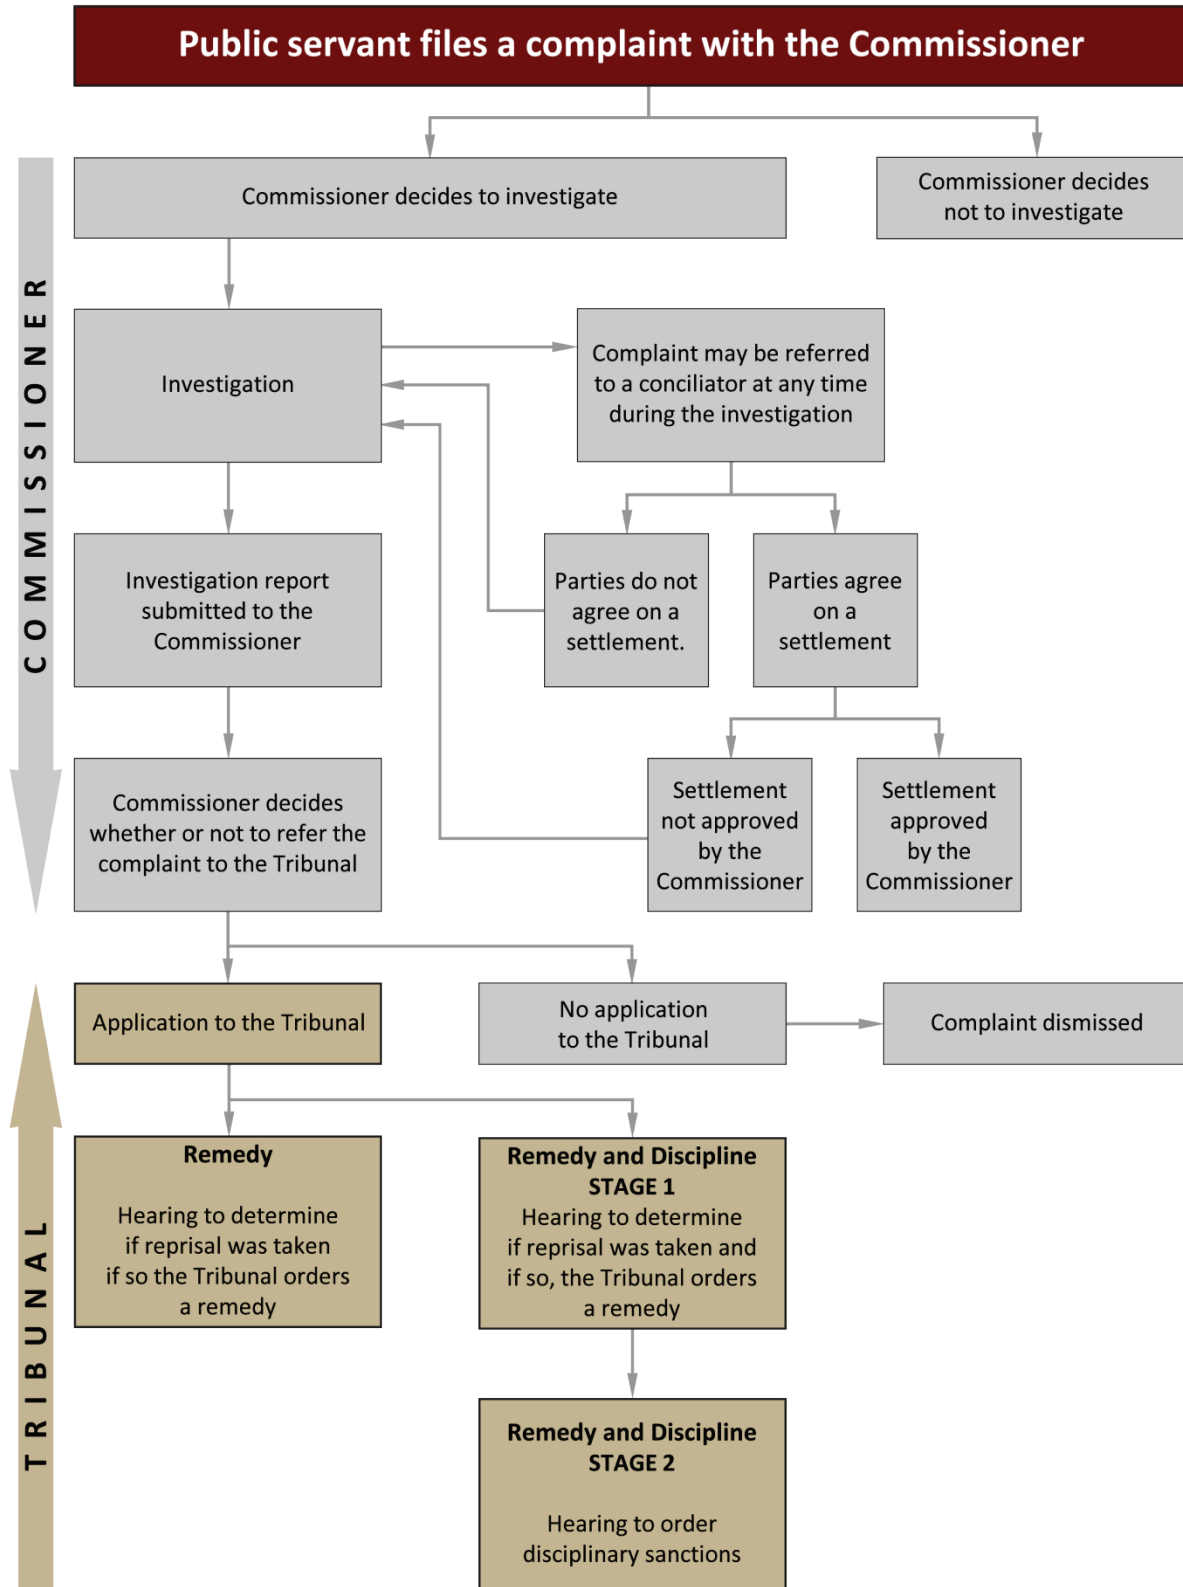 Public servant files a complaint with the Commissioner
Commissioner decides to investigate
Commissioner decides
not to investigate
COMMISSIONER
Investigation
Complaint may be referred
to a conciliator at any time
during the investigation
Investigation report
submitted to the
Commissioner
Parties do not
agree on a
settlement.
Parties agree
on a
settlement
Commissioner decides
whether or not to refer the
complaint to the Tribunal
Settlement
not approved
by the
Commissioner
Settlement
approved
by the
Commissioner
TRIBUNAL
Application to the Tribunal
No application
to the Tribunal
Complaint dismissed
Remedy
Hearing to determine
if reprisal was taken
if so the Tribunal orders
a remedy
Remedy and Discipline
STAGE 1
Hearing to determine
if reprisal was taken and
if so, the Tribunal orders
a remedy
Remedy and Discipline
STAGE 2
Hearing to order
disciplinary sanctions